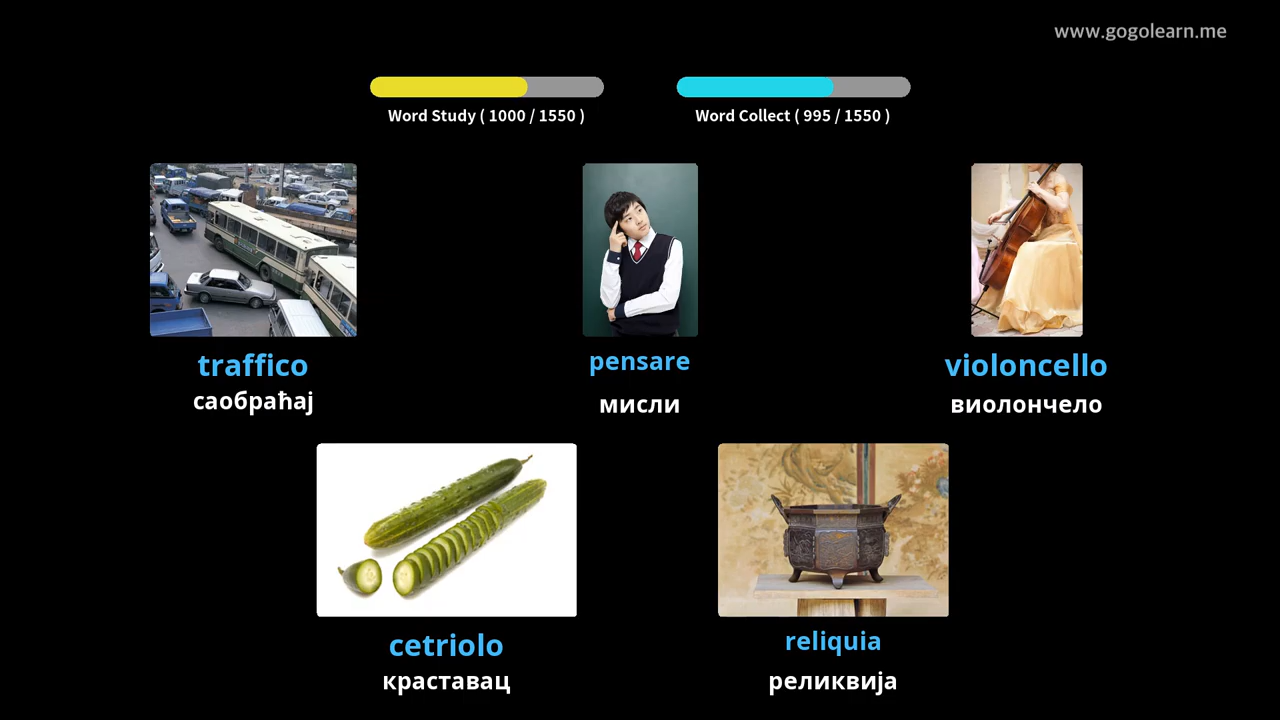 www.gogolearn.me
Word Study ( 1000 / 1550 )
Word Collect ( 995 / 1550 )
traffico
саобраћај
pensare
мисли
violoncello
виолончело
cetriolo
краставац
reliquia
реликвија